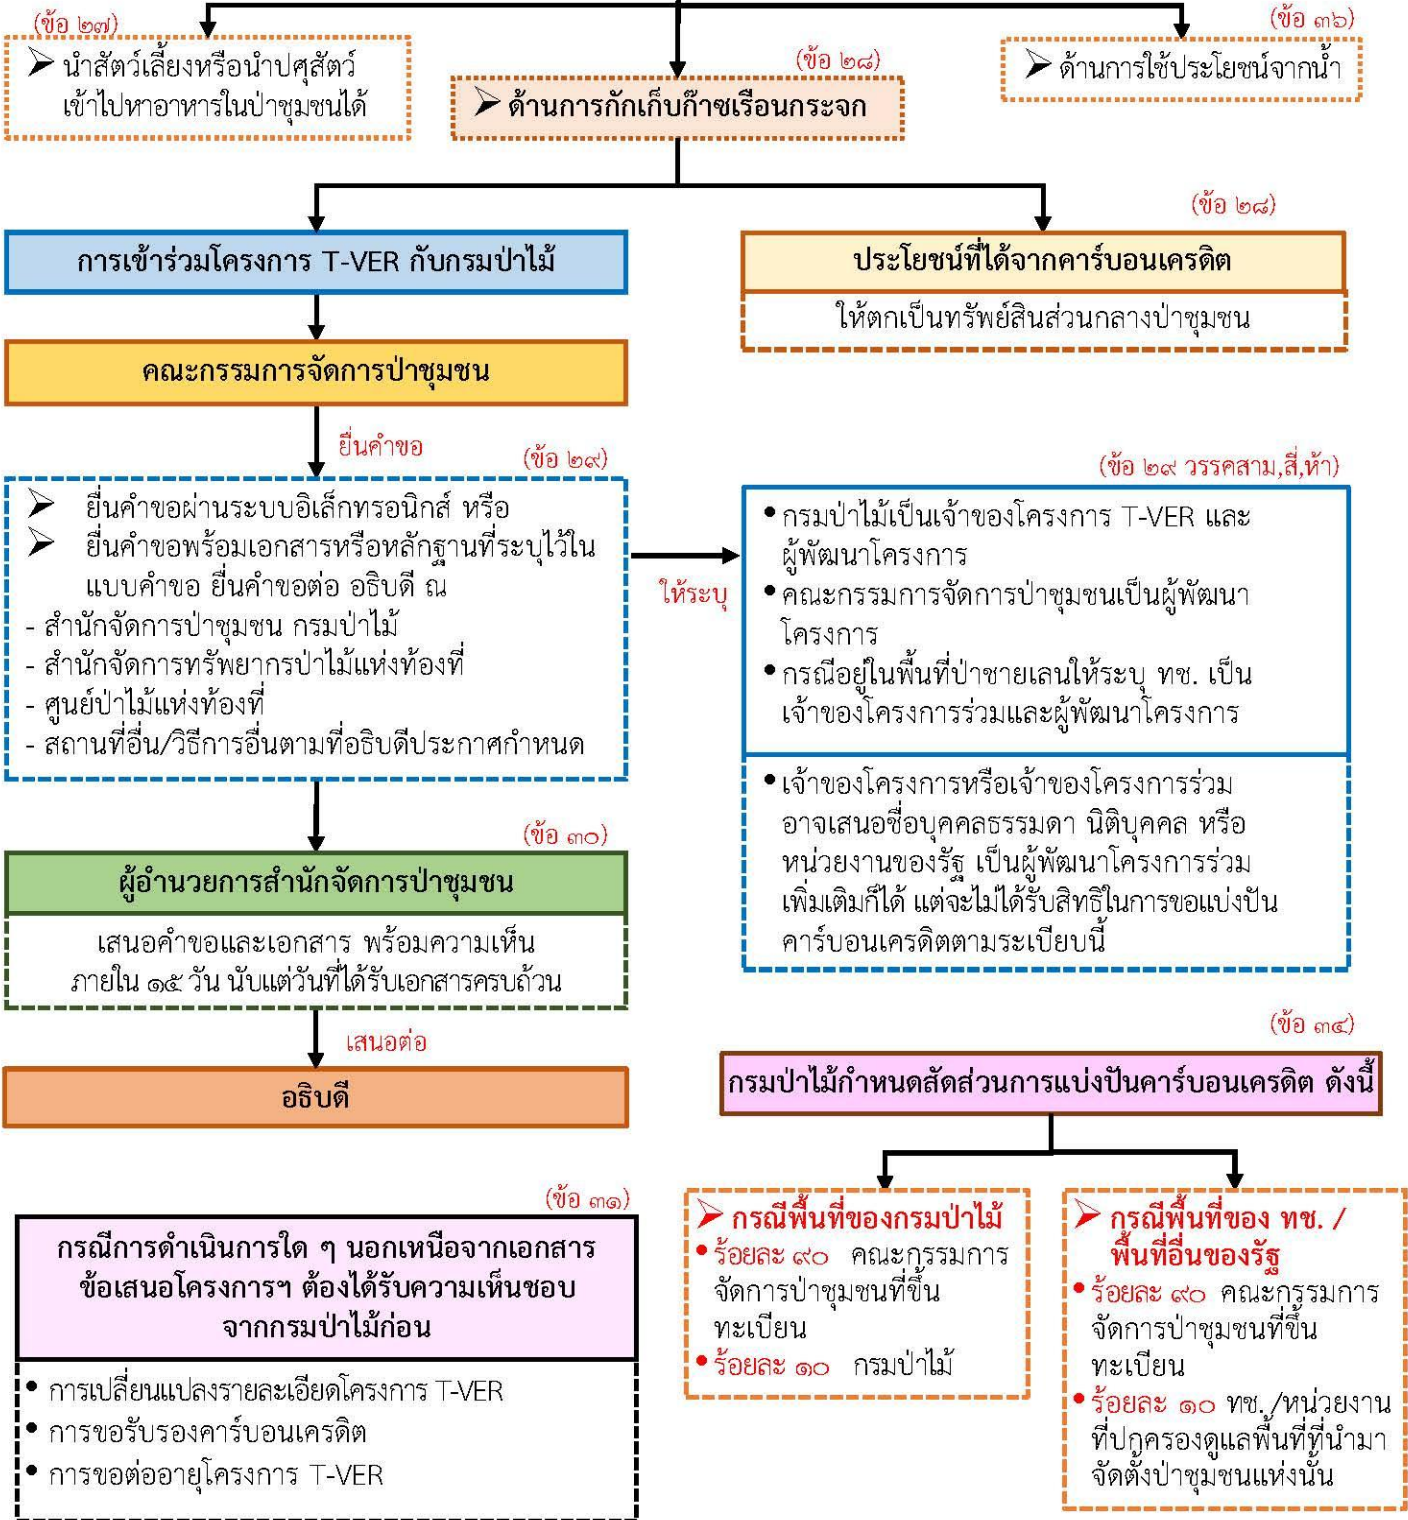 (ข้อ ๒๗)
➢ นำสัตว์เลี้ยงหรือนำปศุสัตว์
เข้าไปหาอาหารในป่าชุมชนได้
(ข้อ ๒๘)
➢ ด้านการกักเก็บก๊าซเรือนกระจก
(ข้อ ๓๖)
➢ ด้านการใช้ประโยชน์จากน้ำ
การเข้าร่วมโครงการ T-VER กับกรมป่าไม้
(ข้อ ๒๘)
ประโยชน์ที่ได้จากคาร์บอนเครดิต
ให้ตกเป็นทรัพย์สินส่วนกลางป่าชุมชน
คณะกรรมการจัดการป่าชุมชน
ยื่นคำขอ
(ข้อ ๒๙)
➢ ยื่นคำขอผ่านระบบอิเล็กทรอนิกส์ หรือ
➢ ยื่นคำขอพร้อมเอกสารหรือหลักฐานที่ระบุไว้ใน
แบบคำขอ ยื่นคำขอต่อ อธิบดี ณ
- สำนักจัดการป่าชุมชน กรมป่าไม้
- สำนักจัดการทรัพยากรป่าไม้แห่งท้องที่
- ศูนย์ป่าไม้แห่งท้องที่
- สถานที่อื่น/วิธีการอื่นตามที่อธิบดีประกาศกำหนด
ให้ระบุ
(ข้อ ๒๙ วรรคสาม,สี่,ห้า)
• กรมป่าไม้เป็นเจ้าของโครงการ T-VER และ
ผู้พัฒนาโครงการ
• คณะกรรมการจัดการป่าชุมชนเป็นผู้พัฒนา
โครงการ
• กรณีอยู่ในพื้นที่ป่าชายเลนให้ระบุ ทช. เป็น
เจ้าของโครงการร่วมและผู้พัฒนาโครงการ
• เจ้าของโครงการหรือเจ้าของโครงการร่วม
อาจเสนอชื่อบุคคลธรรมดา นิติบุคคล หรือ
หน่วยงานของรัฐ เป็นผู้พัฒนาโครงการร่วม
เพิ่มเติมก็ได้ แต่จะไม่ได้รับสิทธิในการขอแบ่งปัน
คาร์บอนเครดิตตามระเบียบนี้
(ข้อ ๓๐)
ผู้อำนวยการสำนักจัดการป่าชุมชน
เสนอคำขอและเอกสาร พร้อมความเห็น
ภายใน ๑๕ วัน นับแต่วันที่ได้รับเอกสารครบถ้วน
เสนอต่อ
อธิบดี
(ข้อ ๓๑)
กรณีการดำเนินการใด ๆ นอกเหนือจากเอกสาร
ข้อเสนอโครงการฯ ต้องได้รับความเห็นชอบ
จากกรมป่าไม้ก่อน
• การเปลี่ยนแปลงรายละเอียดโครงการ T-VER
• การขอรับรองคาร์บอนเครดิต
• การขอต่ออายุโครงการ T-VER
(ข้อ ๓๔)
กรมป่าไม้กำหนดสัดส่วนการแบ่งปันคาร์บอนเครดิต ดังนี้
➢ กรณีพื้นที่ของกรมป่าไม้
• ร้อยละ ๙๐ คณะกรรมการ
จัดการป่าชุมชนที่ขึ้น
ทะเบียน
• ร้อยละ ๑๐ กรมป่าไม้
➢ กรณีพื้นที่ของ ทช. /
พื้นที่อื่นของรัฐ
• ร้อยละ ๙๐ คณะกรรมการ
จัดการป่าชุมชนที่ขึ้น
ทะเบียน
• ร้อยละ ๑๐ ทช. /หน่วยงาน
ที่ปกครองดูแลพื้นที่ที่นำมา
จัดตั้งป่าชุมชนแห่งนั้น